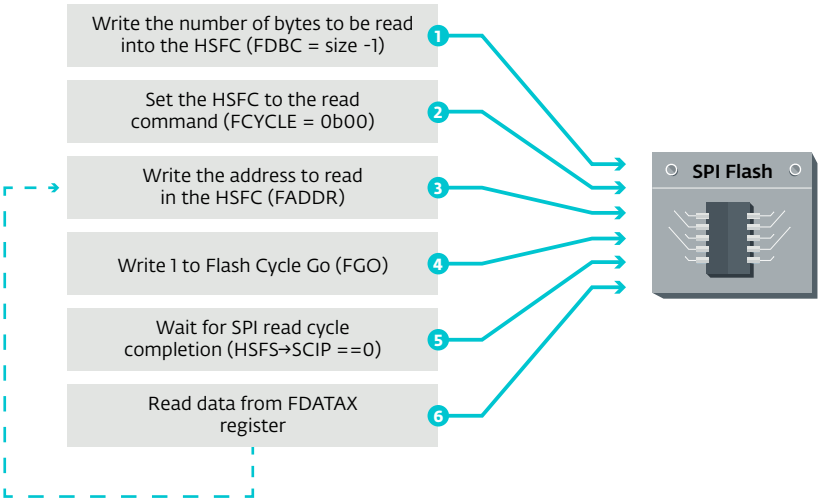 Write the number of bytes to be read
into the HSFC (FDBC = size -1)
1
Set the HSFC to the read
command (FCYCLE = 0b00)
2
Write the address to read
in the HSFC (FADDR)
3
Write 1 to Flash Cycle Go (FGO)
4
Wait for SPI read cycle
completion (HSFS→SCIP ==0)
5
Read data from FDATAX
register
6
SPI Flash